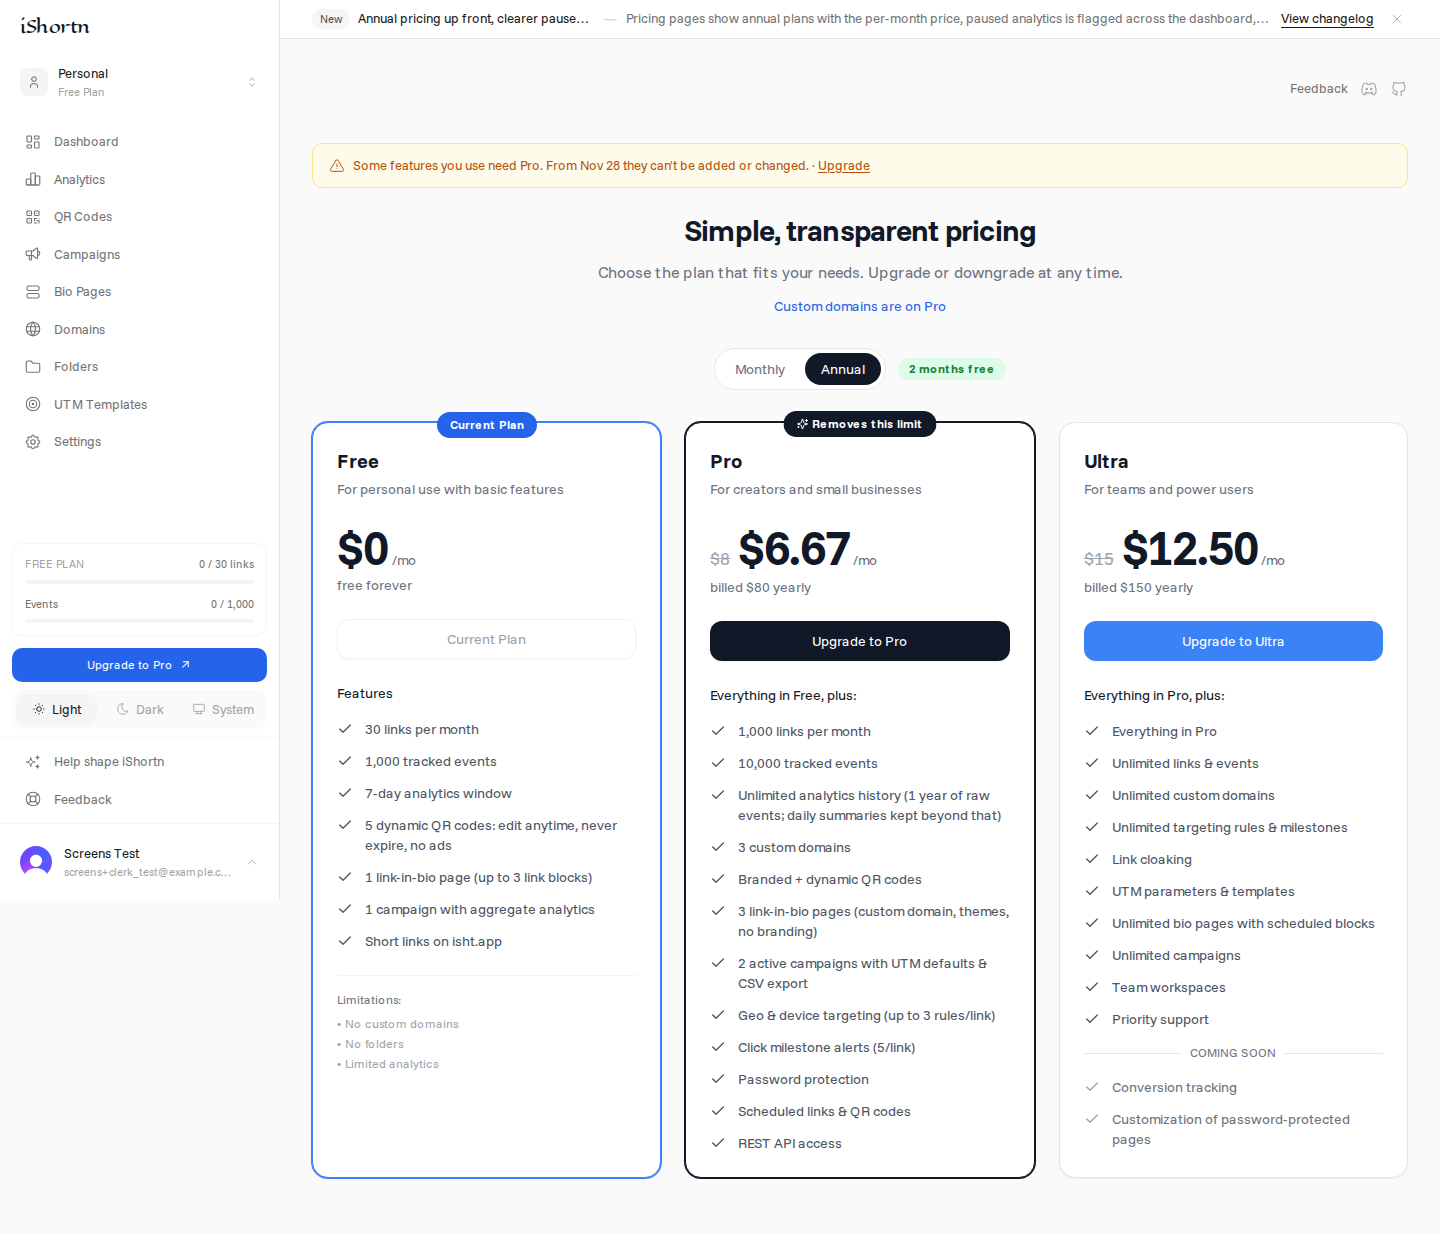 iShortn
Personal
Free Plan
Dashboard
Analytics
QR Codes
Campaigns
Bio Pages
Domains
Folders
UTM Templates
Settings
FREE PLAN 0 / 30 links
Events 0 / 1,000
Upgrade to Pro
Light Dark System
Help shape iShortn
Feedback
Screens Test
screens+clerk_test@example.c...
New Annual pricing up front, clearer pause... — Pricing pages show annual plans with the per-month price, paused analytics is flagged across the dashboard,... View changelog
Feedback
Some features you use need Pro. From Nov 28 they can't be added or changed. · Upgrade
Simple, transparent pricing
Choose the plan that fits your needs. Upgrade or downgrade at any time.
Custom domains are on Pro
Monthly Annual 2 months free
Current Plan
Free
For personal use with basic features
$0 /mo
free forever
Current Plan
Features
30 links per month
1,000 tracked events
7-day analytics window
5 dynamic QR codes: edit anytime, never
expire, no ads
1 link-in-bio page (up to 3 link blocks)
1 campaign with aggregate analytics
Short links on isht.app
Limitations:
• No custom domains
• No folders
• Limited analytics
Removes this limit
Pro
For creators and small businesses
$8 $6.67 /mo
billed $80 yearly
Upgrade to Pro
Everything in Free, plus:
1,000 links per month
10,000 tracked events
Unlimited analytics history (1 year of raw
events; daily summaries kept beyond that)
3 custom domains
Branded + dynamic QR codes
3 link-in-bio pages (custom domain, themes,
no branding)
2 active campaigns with UTM defaults &
CSV export
Geo & device targeting (up to 3 rules/link)
Click milestone alerts (5/link)
Password protection
Scheduled links & QR codes
REST API access
Ultra
For teams and power users
$15 $12.50 /mo
billed $150 yearly
Upgrade to Ultra
Everything in Pro, plus:
Everything in Pro
Unlimited links & events
Unlimited custom domains
Unlimited targeting rules & milestones
Link cloaking
UTM parameters & templates
Unlimited bio pages with scheduled blocks
Unlimited campaigns
Team workspaces
Priority support
COMING SOON
Conversion tracking
Customization of password-protected
pages